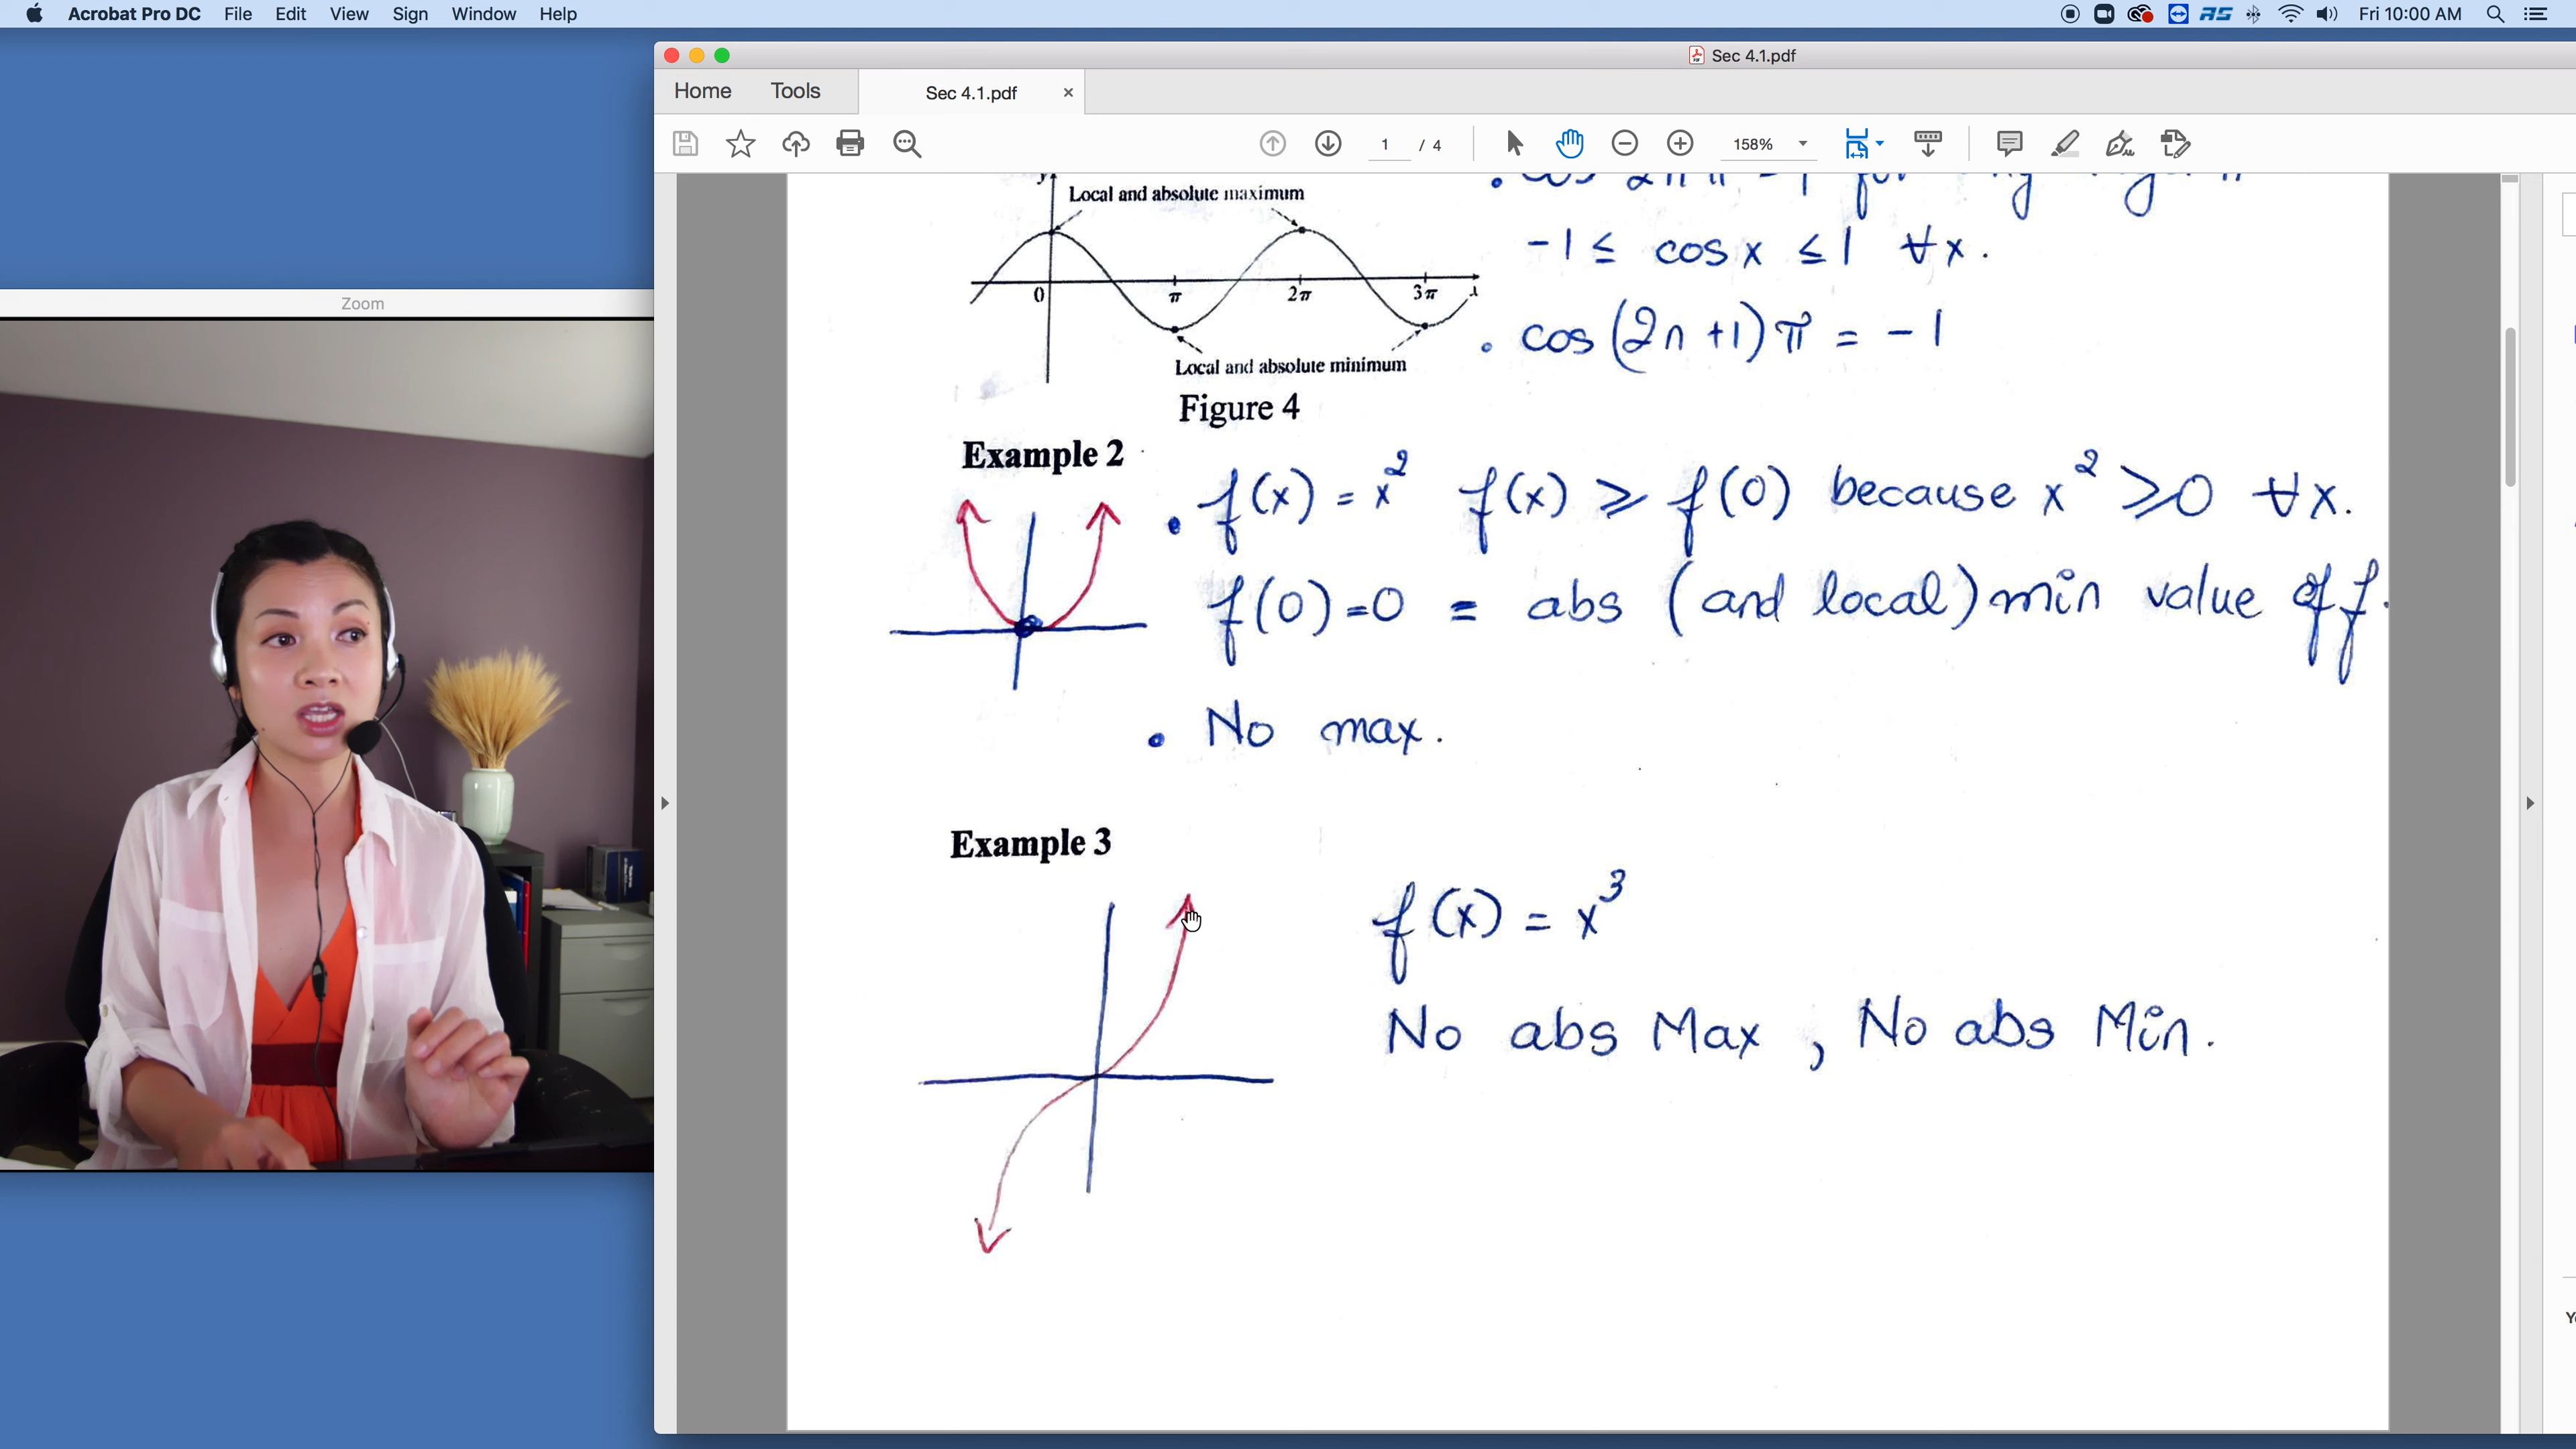 Acrobat Pro DC File Edit View Sign Window Help
Fri 10:00 AM
Sec 4.1.pdf
Home Tools Sec 4.1.pdf ×
1 / 4
158%
Zoom
y
Local and absolute maximum
-1 ≤ cos x ≤ 1 ∀x.
0 π 2π 3π x
• cos (2n+1)π = -1
Local and absolute minimum
Figure 4
Example 2
• f(x) = x² f(x) ⩾ f(0) because x² ⩾ 0 ∀x.
f(0) = 0 = abs (and local) min value of f.
• No max.
Example 3
f(x) = x³
No abs Max , No abs Min.